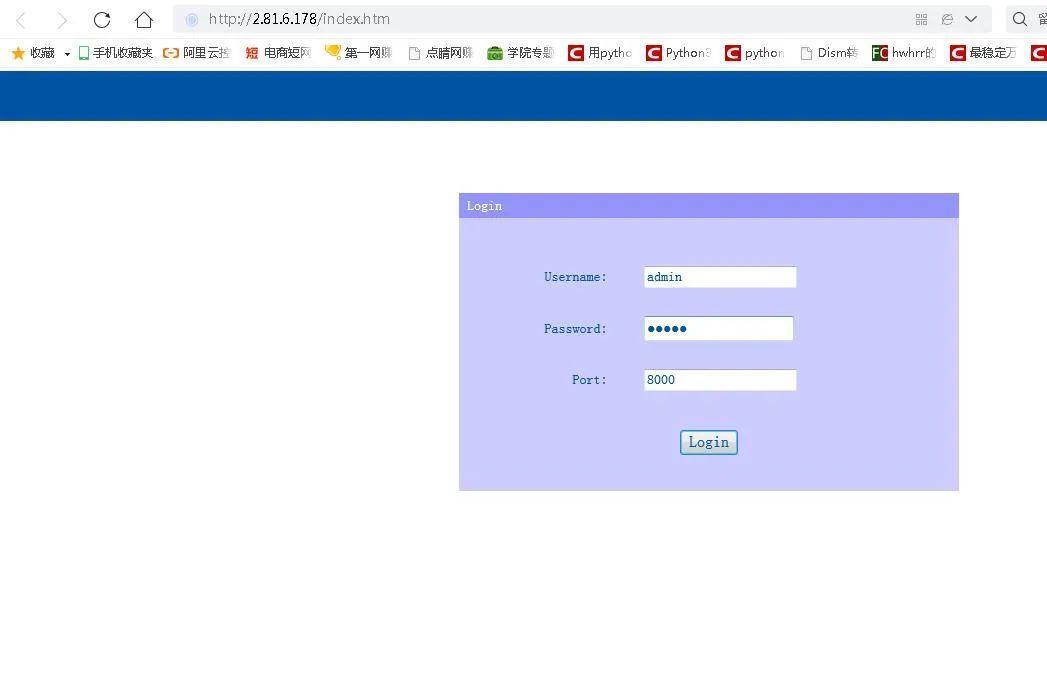 http://2.81.6.178/index.htm
收藏 手机收藏夹 阿里云控 短 电商短网 第一网赚 点睛网赚 学院专题 C 用pytho C Python3 C python Dism转 FC hwhrr的 C 最稳定万 C
Login
Username: admin
Password: ●●●●●
Port: 8000
Login